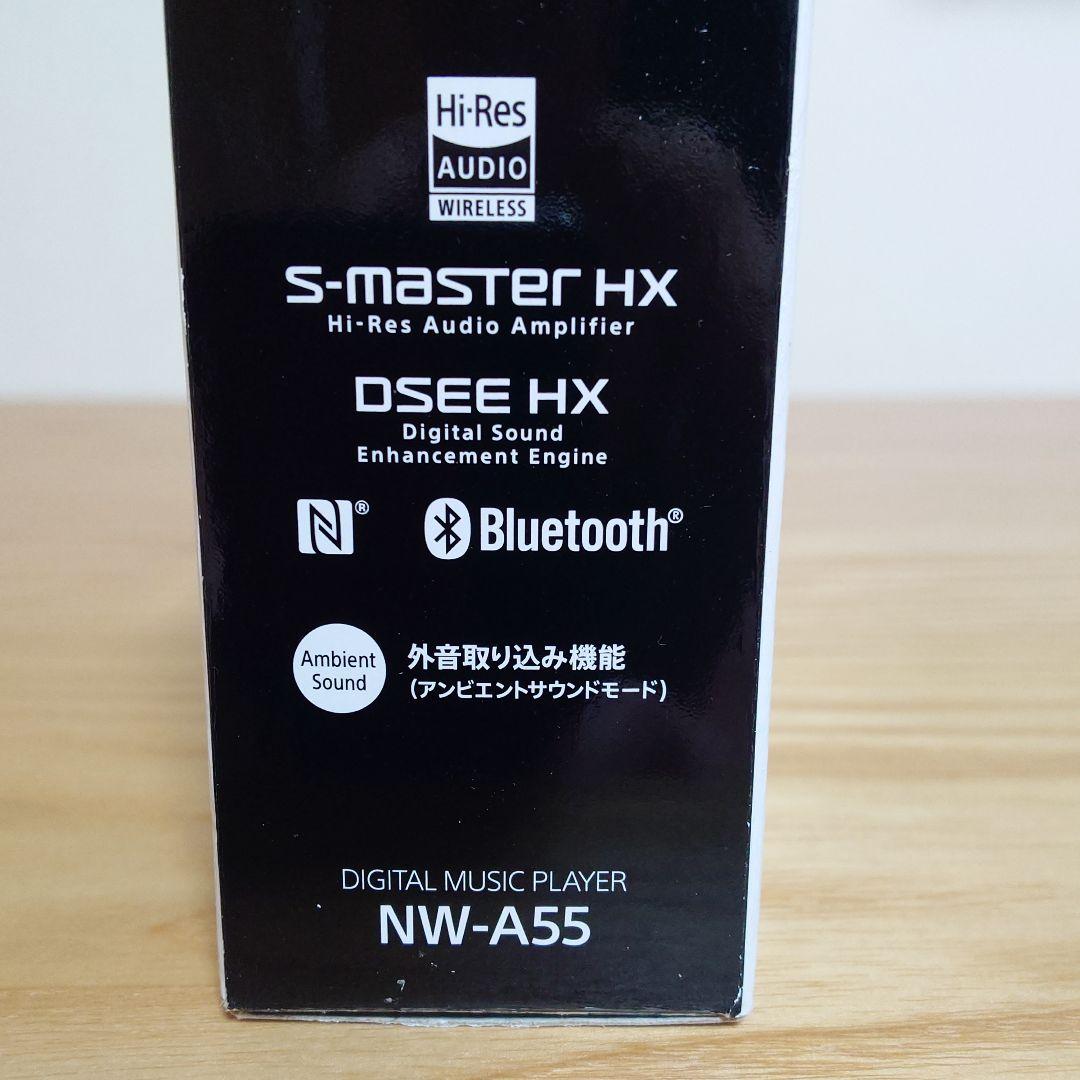 Hi-Res
AUDIO
WIRELESS
S-Master HX
Hi-Res Audio Amplifier
DSEE HX
Digital Sound
Enhancement Engine
N® Bluetooth®
Ambient
Sound
外音取り込み機能
(アンビエントサウンドモード)
DIGITAL MUSIC PLAYER
NW-A55